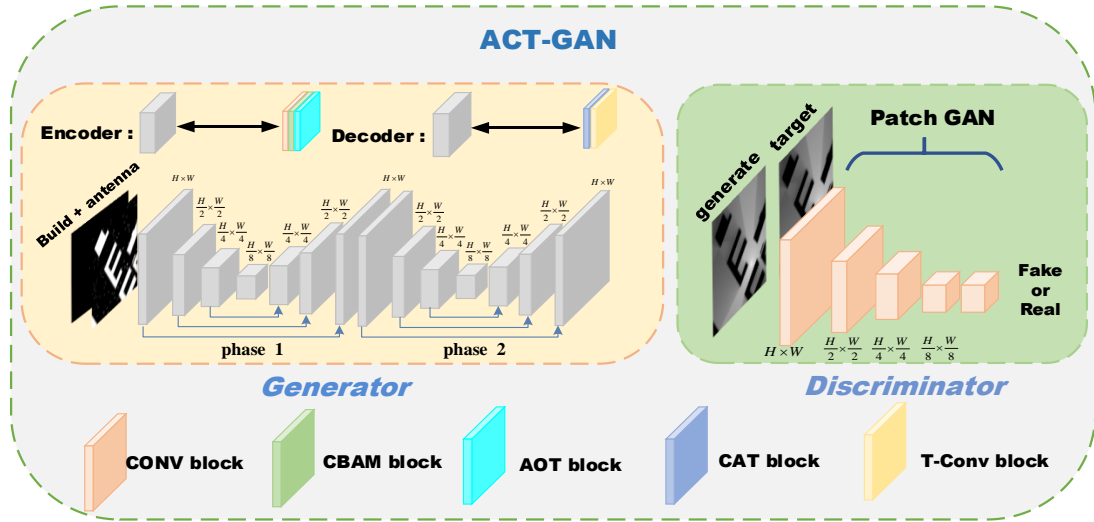 ACT-GAN
Encoder :
Decoder :
Build + antenna
H×W
H/2 × W/2
H/4 × W/4
H/8 × W/8
H/4 × W/4
H/2 × W/2
H×W
H/2 × W/2
H/4 × W/4
H/8 × W/8
H/4 × W/4
H/2 × W/2
H×W
phase 1
phase 2
Generator
Patch GAN
generate
target
Fake
or
Real
H×W
H/2 × W/2
H/4 × W/4
H/8 × W/8
Discriminator
CONV block
CBAM block
AOT block
CAT block
T-Conv block